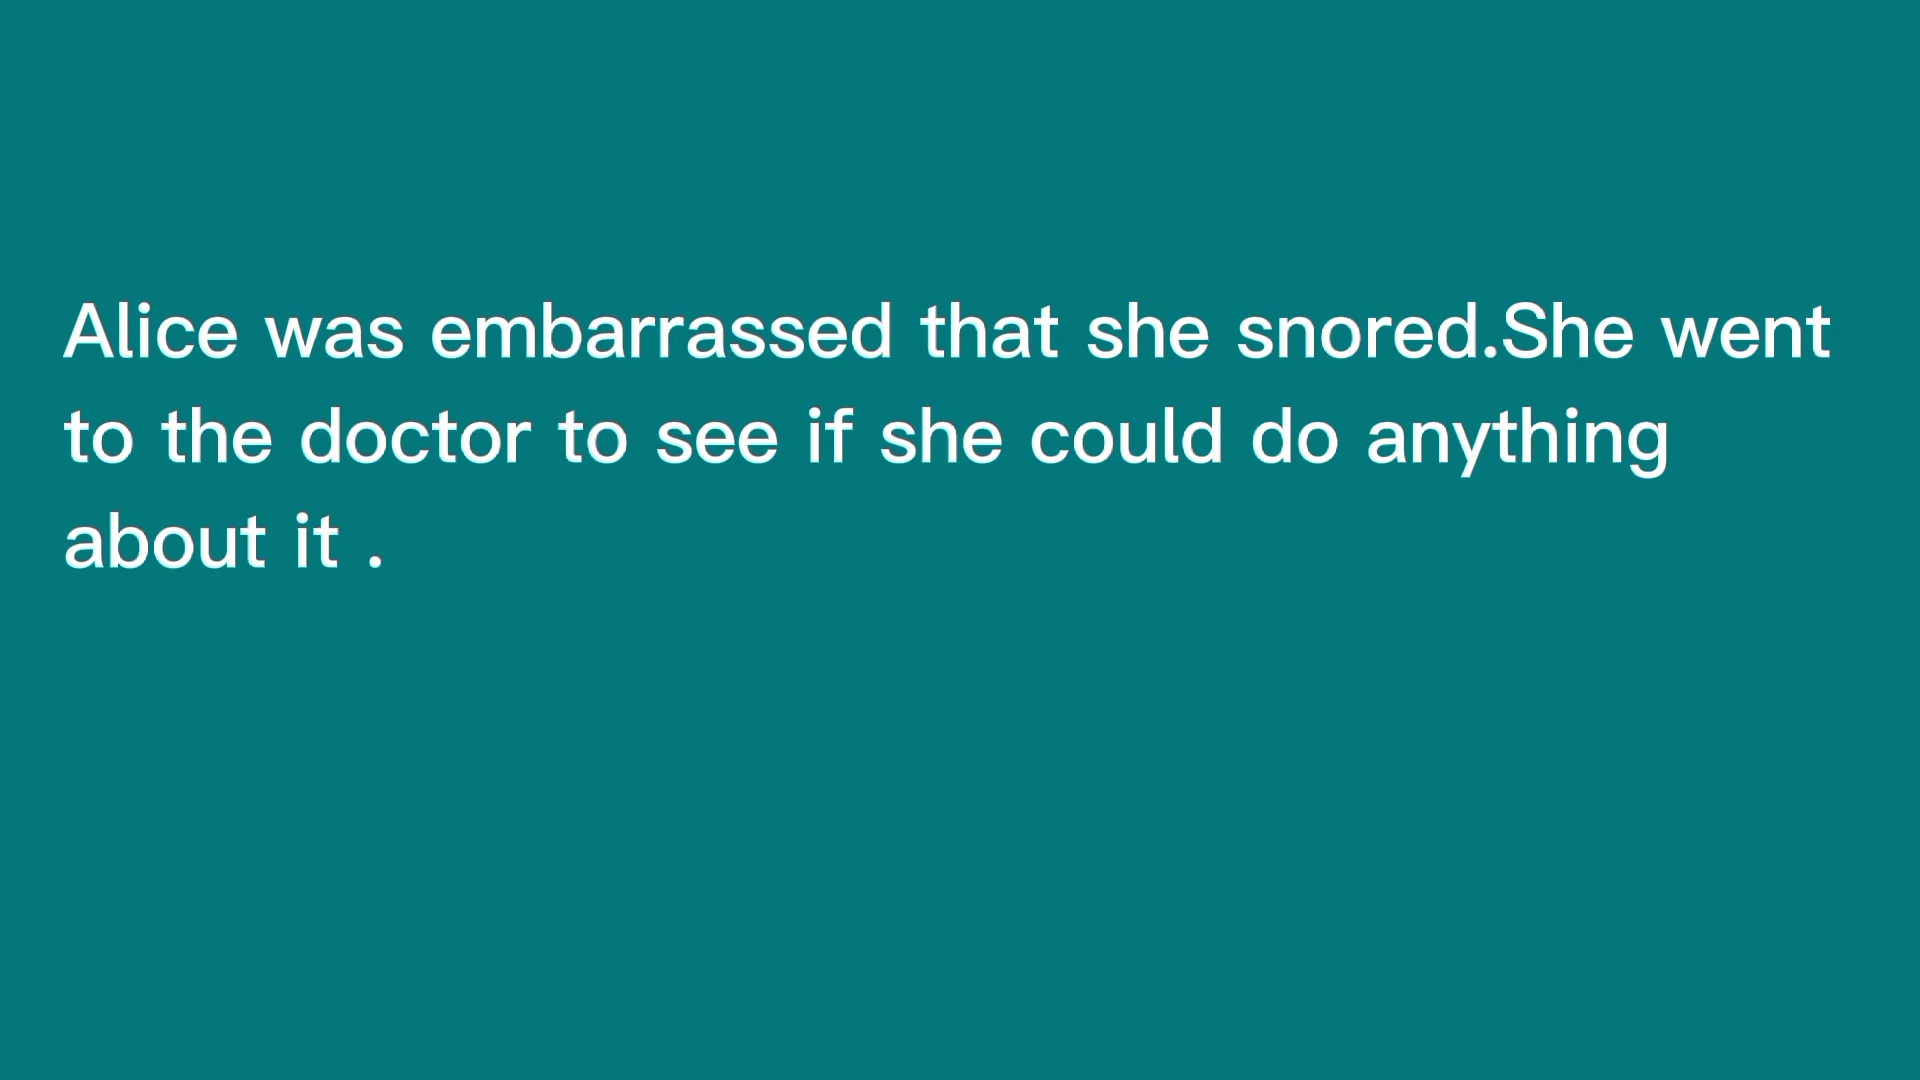 Alice was embarrassed that she snored.She went
to the doctor to see if she could do anything
about it .